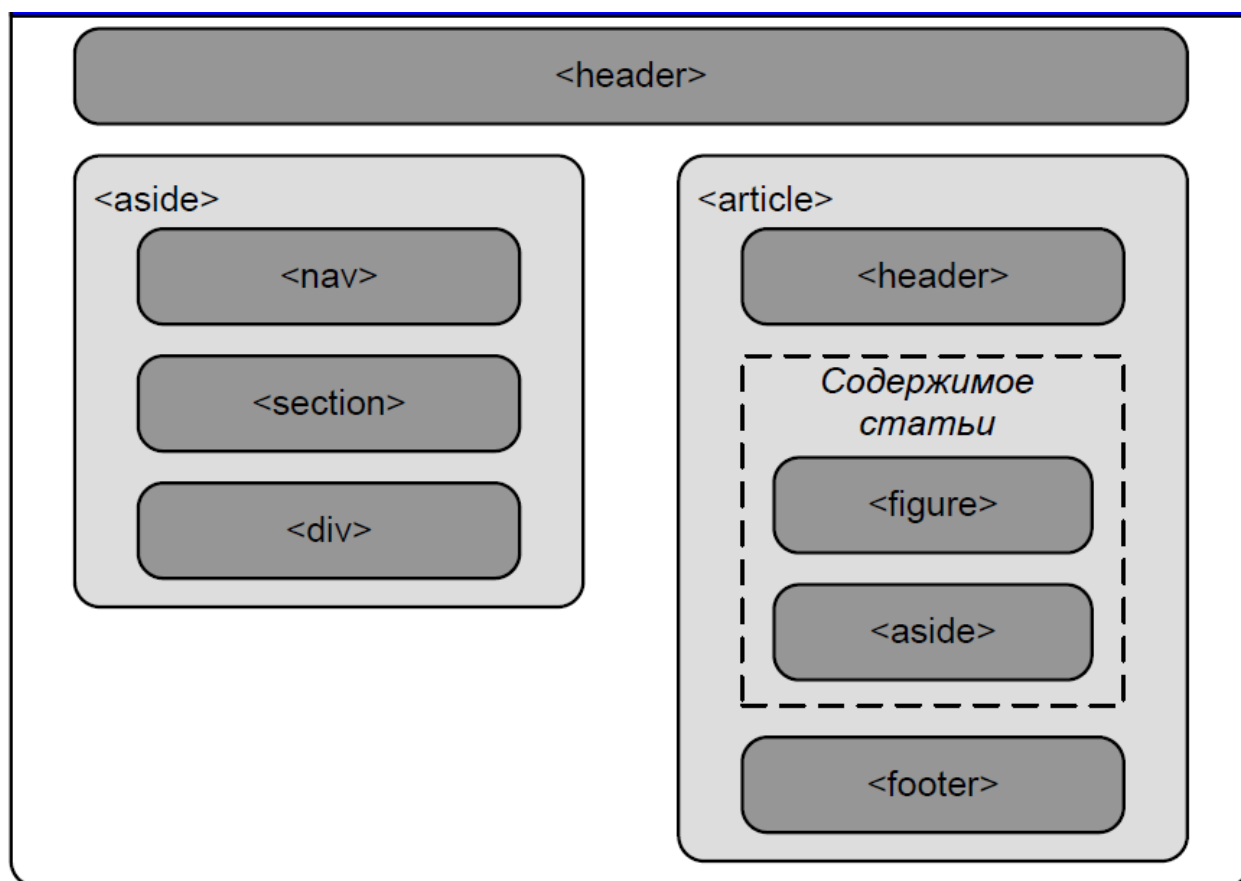 <header>
<aside>
<nav>
<section>
<div>
<article>
<header>
Содержимое
статьи
<figure>
<aside>
<footer>